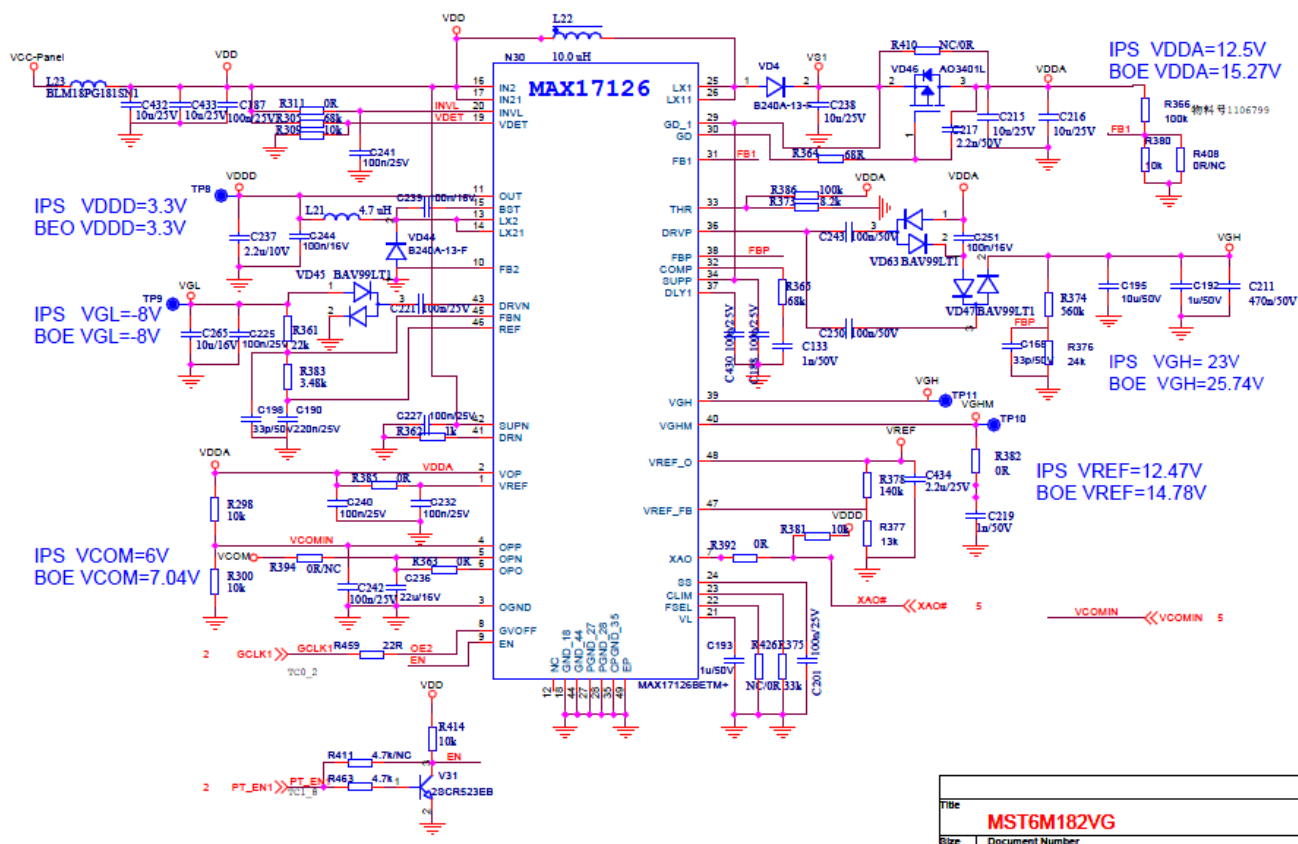 VCC-Panel
L23
BLM18PG181SN1
VDD
C432
10u/25V
C433
10u/25V
C187
100n/25V
R311
0R
R305
68k
R309
10k
INVL
VDET
C241
100n/25V
VDD
L22
10.0 uH
N30
MAX17126
16
IN2
17
IN21
20
INVL
19
VDET
11
OUT
15
BST
13
LX2
14
LX21
10
FB2
43
DRVN
45
FBN
46
REF
42
SUPN
41
DRN
2
VOP
1
VREF
4
OPP
5
OPN
6
OPO
3
OGND
8
GVOFF
9
EN
25
LX1
26
LX11
29
GD_1
30
GD
31
FB1
33
THR
36
DRVP
38
FBP
32
COMP
34
SUPP
37
DLY1
39
VGH
40
VGHM
48
VREF_O
47
VREF_FB
7
XAO
24
SS
23
CLIM
22
FSEL
21
VL
NC
GND_18
GND_44
PGND_27
PGND_28
CPGND_35
EP
12
18
44
27
28
35
49
MAX17126BETM+
VD4
B240A-13-F
VS1
C238
10u/25V
R410
NC/0R
VD46
AO3401L
1
2
3
C217
2.2n/50V
R364
68R
FB1
VDDA
C215
10n/25V
C216
10u/25V
IPS VDDA=12.5V
BOE VDDA=15.27V
R366
100k
物料号1106799
FB1
R380
10k
R408
0R/NC
TP8
VDDD
IPS VDDD=3.3V
BEO VDDD=3.3V
C237
2.2u/10V
C244
100n/16V
L21
4.7 uH
C239
100n/16V
VD44
B240A-13-F
R386
100k
VDDA
R373
8.2k
VDDA
C243
100n/50V
VD63
BAV99LT1
C251
100n/16V
VD47
BAV99LT1
C250
100n/50V
FBP
R365
68k
C133
1n/50V
C430
100n/25V
C188
100n/25V
VGH
R374
560k
FBP
C168
33p/50V
R376
24k
C195
10u/50V
C192
1u/50V
C211
470n/50V
IPS VGH= 23V
BOE VGH=25.74V
TP9
VGL
IPS VGL=-8V
BOE VGL=-8V
VD45
BAV99LT1
C221
100n/25V
C265
10u/16V
C225
100n/25V
R361
22k
R383
3.48k
C198
33p/50V
C190
220n/25V
C227
100n/25V
R362
1k
VGH
TP11
VGHM
TP10
VREF
R382
0R
C219
1n/50V
R378
140k
C434
2.2u/25V
R377
13k
IPS VREF=12.47V
BOE VREF=14.78V
VDDA
R298
10k
R385
0R
VDDA
C240
100n/25V
C232
100n/25V
VCOMIN
VCOM
R394
0R/NC
R363
0R
C236
22u/16V
C242
100n/25V
R300
10k
IPS VCOM=6V
BOE VCOM=7.04V
R392
0R
R381
10k
VDDD
XAO#
XAO#
5
VCOMIN
VCOMIN
5
2
GCLK1
GCLK1
R459
22R
OE2
EN
TC0_2
C193
1u/50V
R426
NC/0R
R375
33k
C201
100n/25V
VDD
R414
10k
EN
R411
4.7k/NC
2
PT_EN1
PT_EN1
R463
4.7k
V31
2SCR523EB
1
2
3
Title
MST6M182VG
Size
Document Number